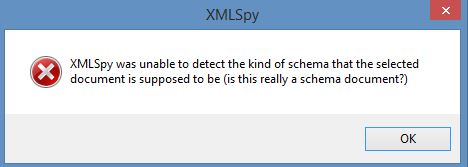 XMLSpy
XMLSpy was unable to detect the kind of schema that the selected
document is supposed to be (is this really a schema document?)
OK